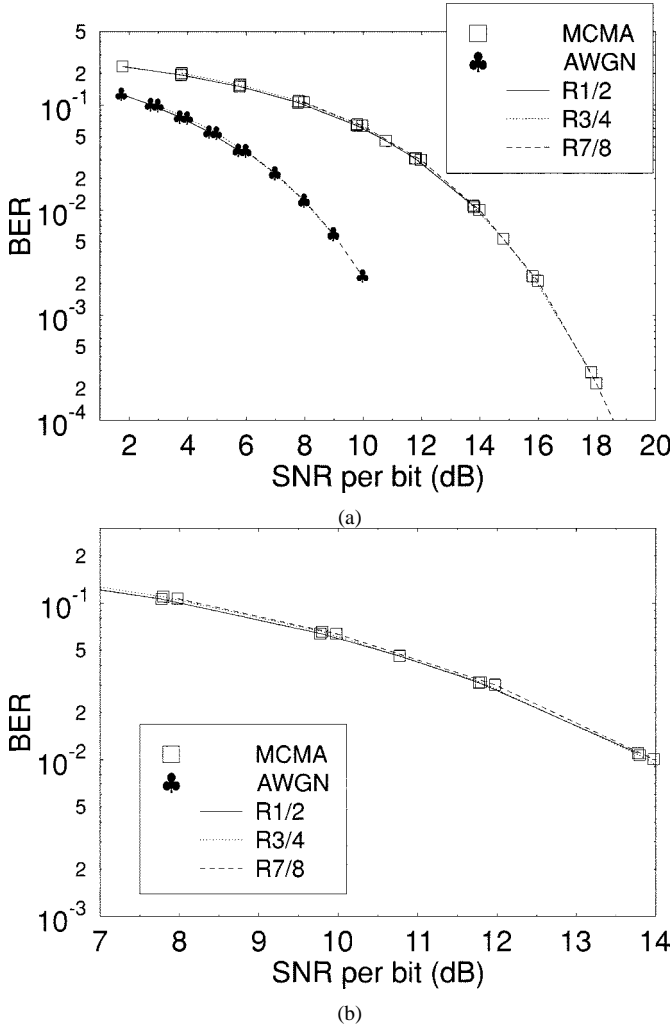 5
2
10-1
5
2
10-2
5
2
10-3
5
2
10-4
BER
2 4 6 8 10 12 14 16 18 20
SNR per bit (dB)
MCMA
AWGN
R1/2
R3/4
R7/8
(a)
2
10-1
5
2
10-2
5
2
10-3
BER
MCMA
AWGN
R1/2
R3/4
R7/8
7 8 9 10 11 12 13 14
SNR per bit (dB)
(b)